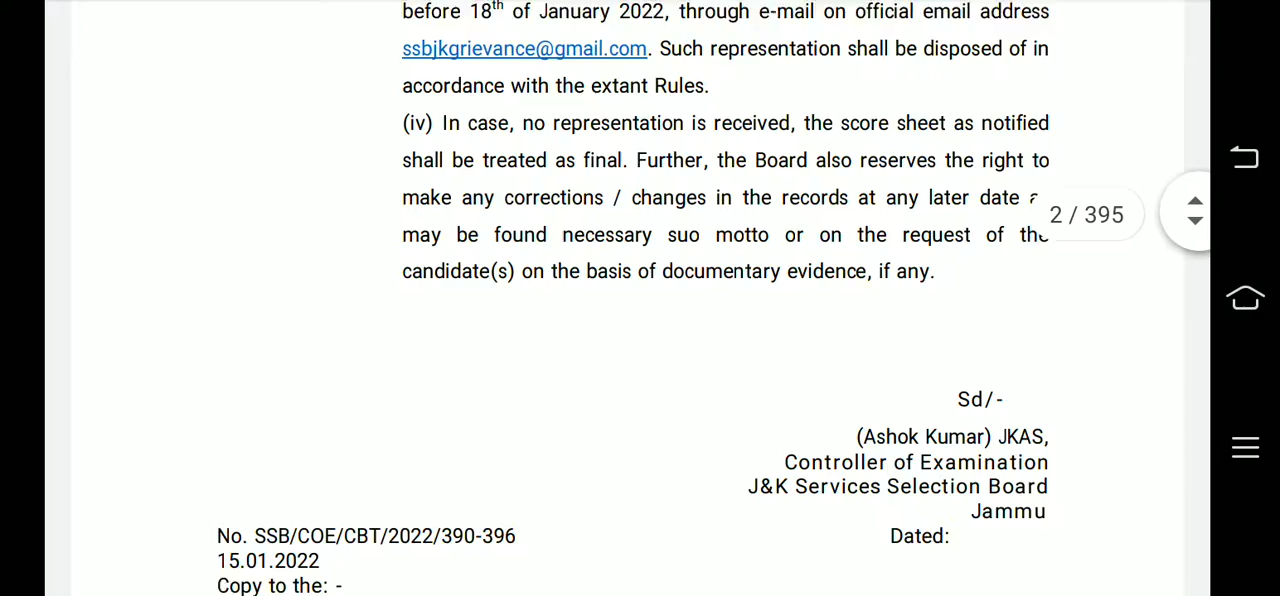 before 18th of January 2022, through e-mail on official email address
ssbjkgrievance@gmail.com. Such representation shall be disposed of in
accordance with the extant Rules.
(iv) In case, no representation is received, the score sheet as notified
shall be treated as final. Further, the Board also reserves the right to
make any corrections / changes in the records at any later date
2 / 395
may be found necessary suo motto or on the request of the
candidate(s) on the basis of documentary evidence, if any.
Sd/-
(Ashok Kumar) JKAS,
Controller of Examination
J&K Services Selection Board
Jammu
No. SSB/COE/CBT/2022/390-396 Dated:
15.01.2022
Copy to the: -